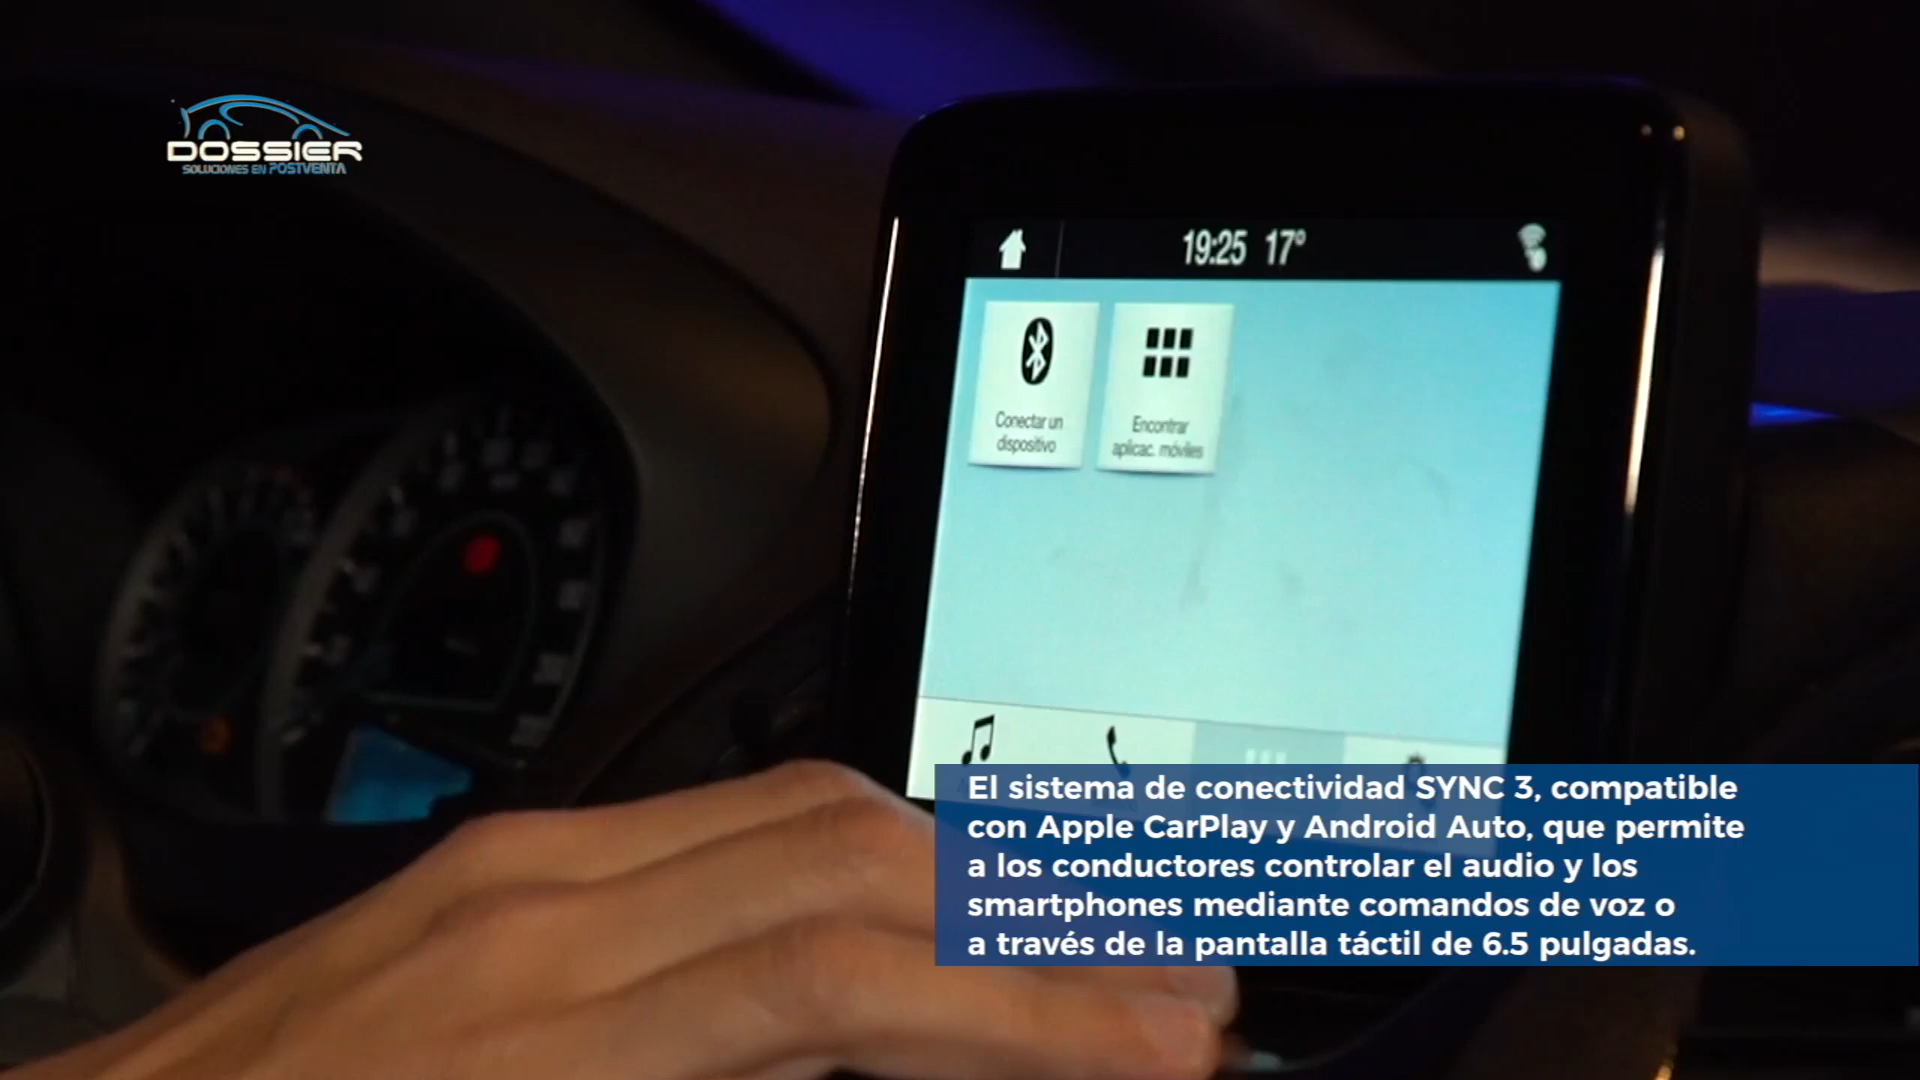 DOSSIER
SOLUCIONES EN POSTVENTA
19:25 17°
Conectar un
dispositivo
Encontrar
aplicac. móviles
El sistema de conectividad SYNC 3, compatible
con Apple CarPlay y Android Auto, que permite
a los conductores controlar el audio y los
smartphones mediante comandos de voz o
a través de la pantalla táctil de 6.5 pulgadas.